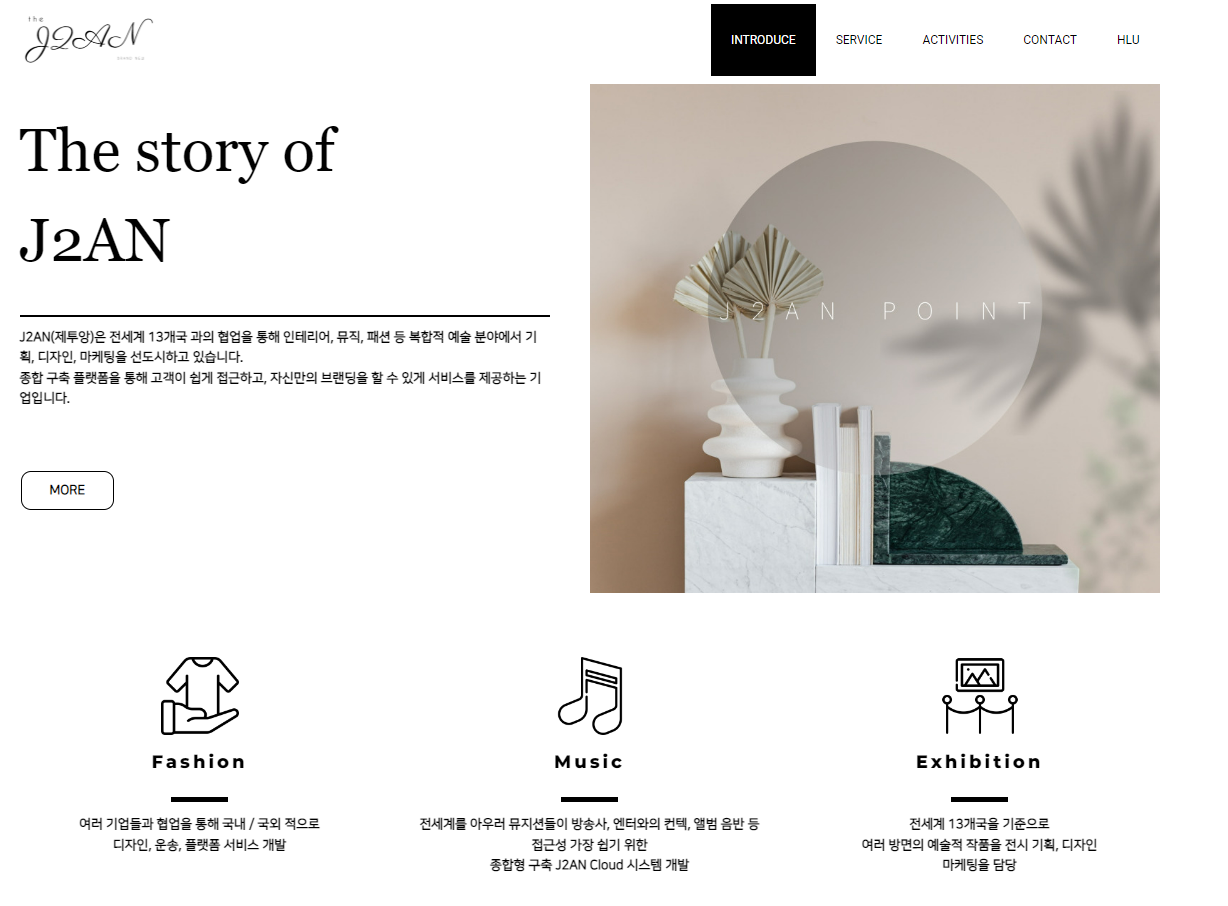 the
J2AN
INTRODUCE
SERVICE
ACTIVITIES
CONTACT
HLU
The story of
J2AN
J2AN(제투앙)은 전세계 13개국 과의 협업을 통해 인테리어, 뮤직, 패션 등 복합적 예술 분야에서 기
획, 디자인, 마케팅을 선도시하고 있습니다.
종합 구축 플랫폼을 통해 고객이 쉽게 접근하고, 자신만의 브랜딩을 할 수 있게 서비스를 제공하는 기
업입니다.
MORE
J2AN POINT
Fashion
여러 기업들과 협업을 통해 국내 / 국외 적으로
디자인, 운송, 플랫폼 서비스 개발
Music
전세계를 아우러 뮤지션들이 방송사, 엔터와의 컨텍, 앨범 음반 등
접근성 가장 쉽기 위한
종합형 구축 J2AN Cloud 시스템 개발
Exhibition
전세계 13개국을 기준으로
여러 방면의 예술적 작품을 전시 기획, 디자인
마케팅을 담당